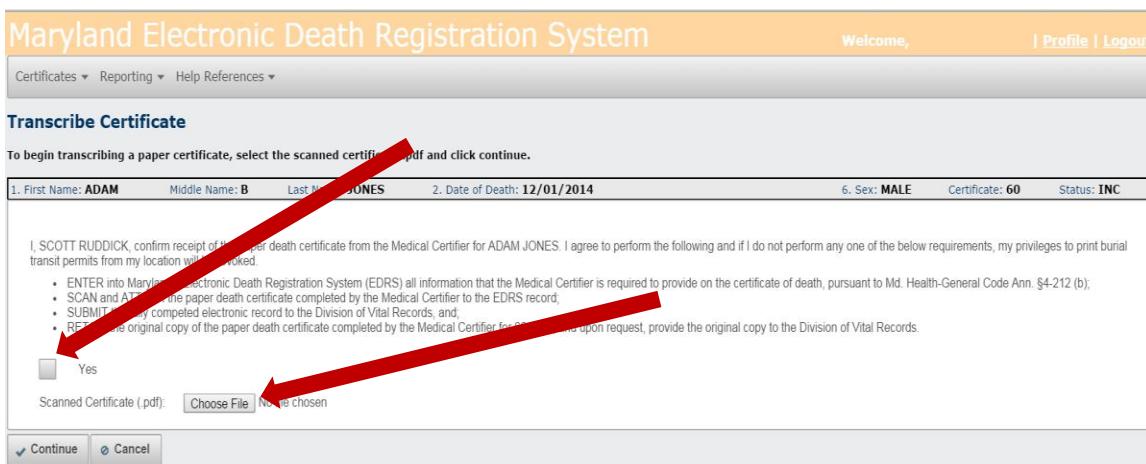 Maryland Electronic Death Registration System Welcome, | Profile | Logout
Certificates Reporting Help References
Transcribe Certificate
To begin transcribing a paper certificate, select the scanned pdf and click continue.
1. First Name: ADAM Middle Name: B Last JONES 2. Date of Death: 12/01/2014 6. Sex: MALE Certificate: 60 Status: INC
I, SCOTT RUDDICK, confirm receipt of paper death certificate from the Medical Certifier for ADAM JONES. I agree to perform the following and if I do not perform any one of the below requirements, my privileges to print burial
transit permits from my location will
• ENTER into Electronic Death Registration System (EDRS) all information that the Medical Certifier is required to provide on the certificate of death, pursuant to Md. Health-General Code Ann. §4-212 (b);
• SCAN and the paper death certificate completed by the Medical Certifier to the EDRS record;
• SUBMIT competed electronic record to the Division of Vital Records, and;
• original copy of the paper death certificate completed by the Medical Certifier for upon request, provide the original copy to the Division of Vital Records.
Yes
Scanned Certificate (.pdf): Choose File chosen
Continue Cancel